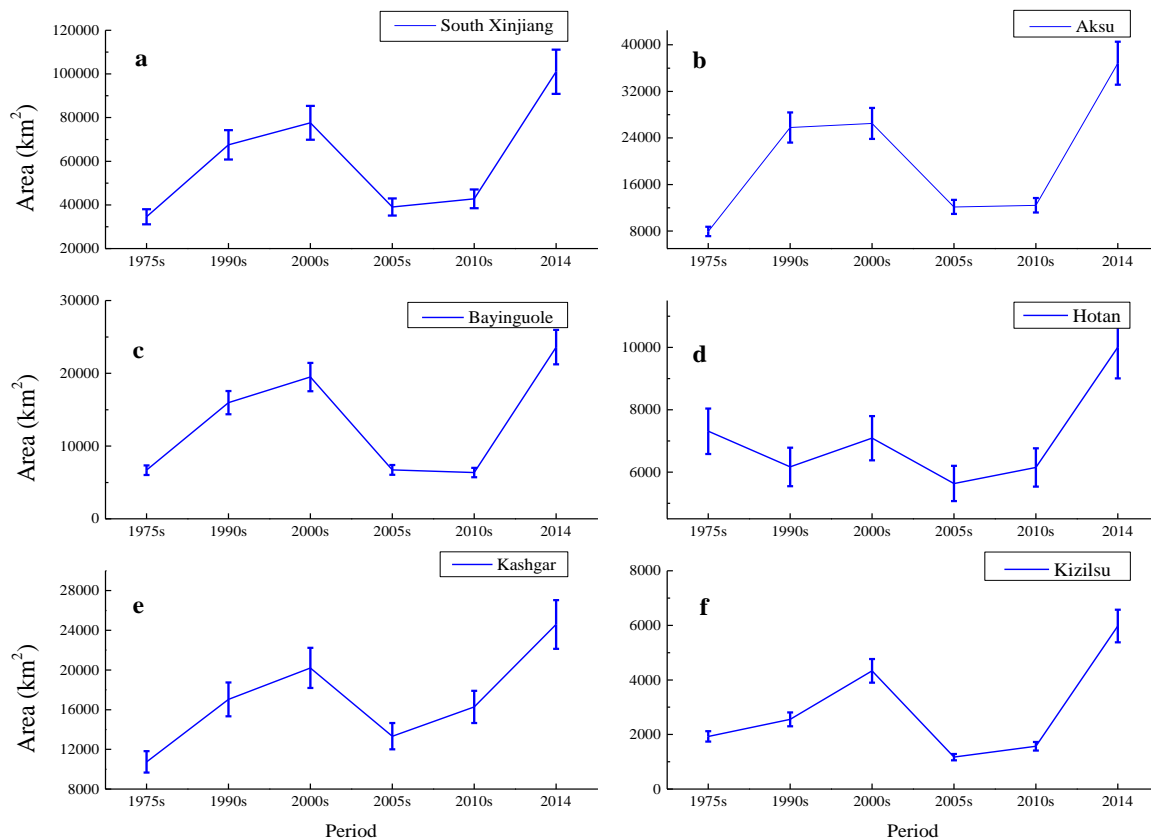 South Xinjiang
a
120000
100000
80000
60000
40000
20000
Area (km²)
1975s 1990s 2000s 2005s 2010s 2014
Aksu
b
40000
32000
24000
16000
8000
1975s 1990s 2000s 2005s 2010s 2014
Bayinguole
c
30000
20000
10000
0
Area (km²)
1975s 1990s 2000s 2005s 2010s 2014
Hotan
d
10000
8000
6000
1975s 1990s 2000s 2005s 2010s 2014
Kashgar
e
28000
24000
20000
16000
12000
8000
Area (km²)
1975s 1990s 2000s 2005s 2010s 2014
Period
Kizilsu
f
8000
6000
4000
2000
0
1975s 1990s 2000s 2005s 2010s 2014
Period